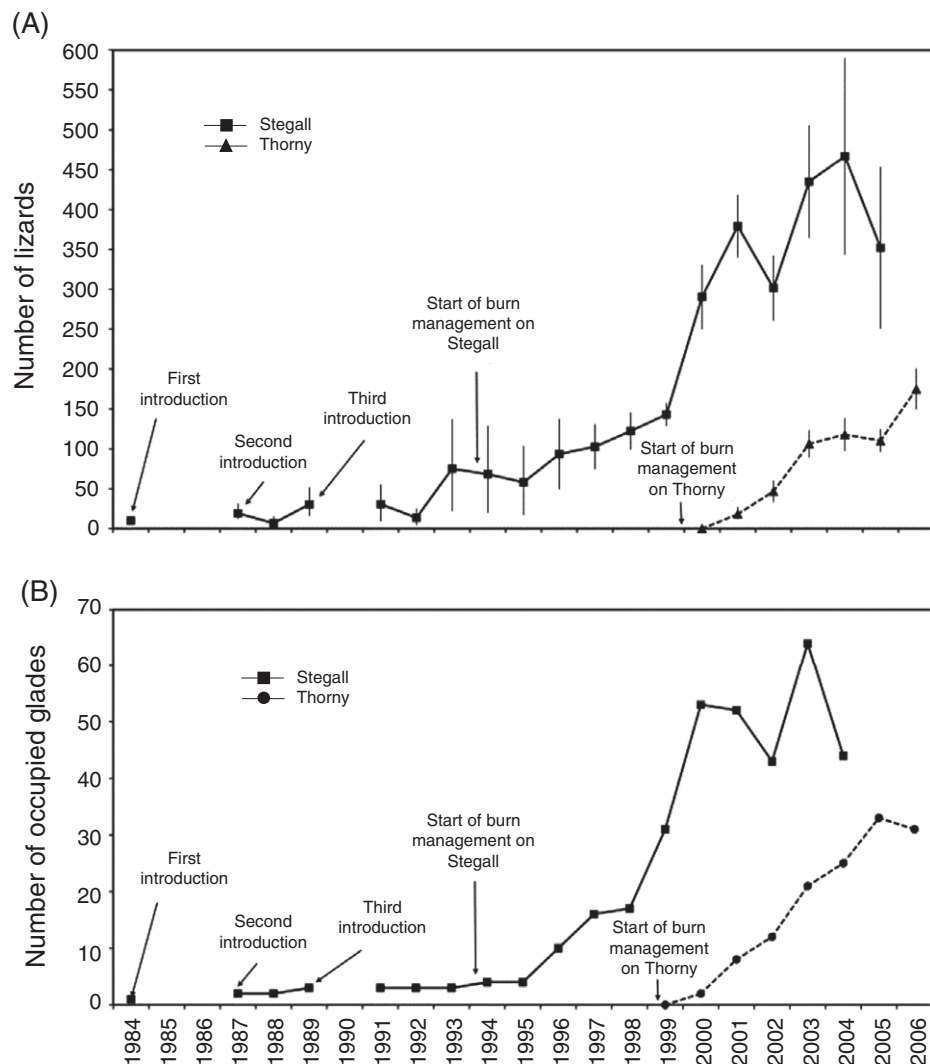 (A)
600
550
500
450
400
350
300
250
200
150
100
50
0
Number of lizards
Stegall
Thorny
First
introduction
Second
introduction
Third
introduction
Start of burn
management on
Stegall
Start of burn
management
on Thorny
(B)
70
60
50
40
30
20
10
0
Number of occupied glades
Stegall
Thorny
First
introduction
Second
introduction
Third
introduction
Start of burn
management on
Stegall
Start of burn
management
on Thorny
1984
1985
1986
1987
1988
1989
1990
1991
1992
1993
1994
1995
1996
1997
1998
1999
2000
2001
2002
2003
2004
2005
2006